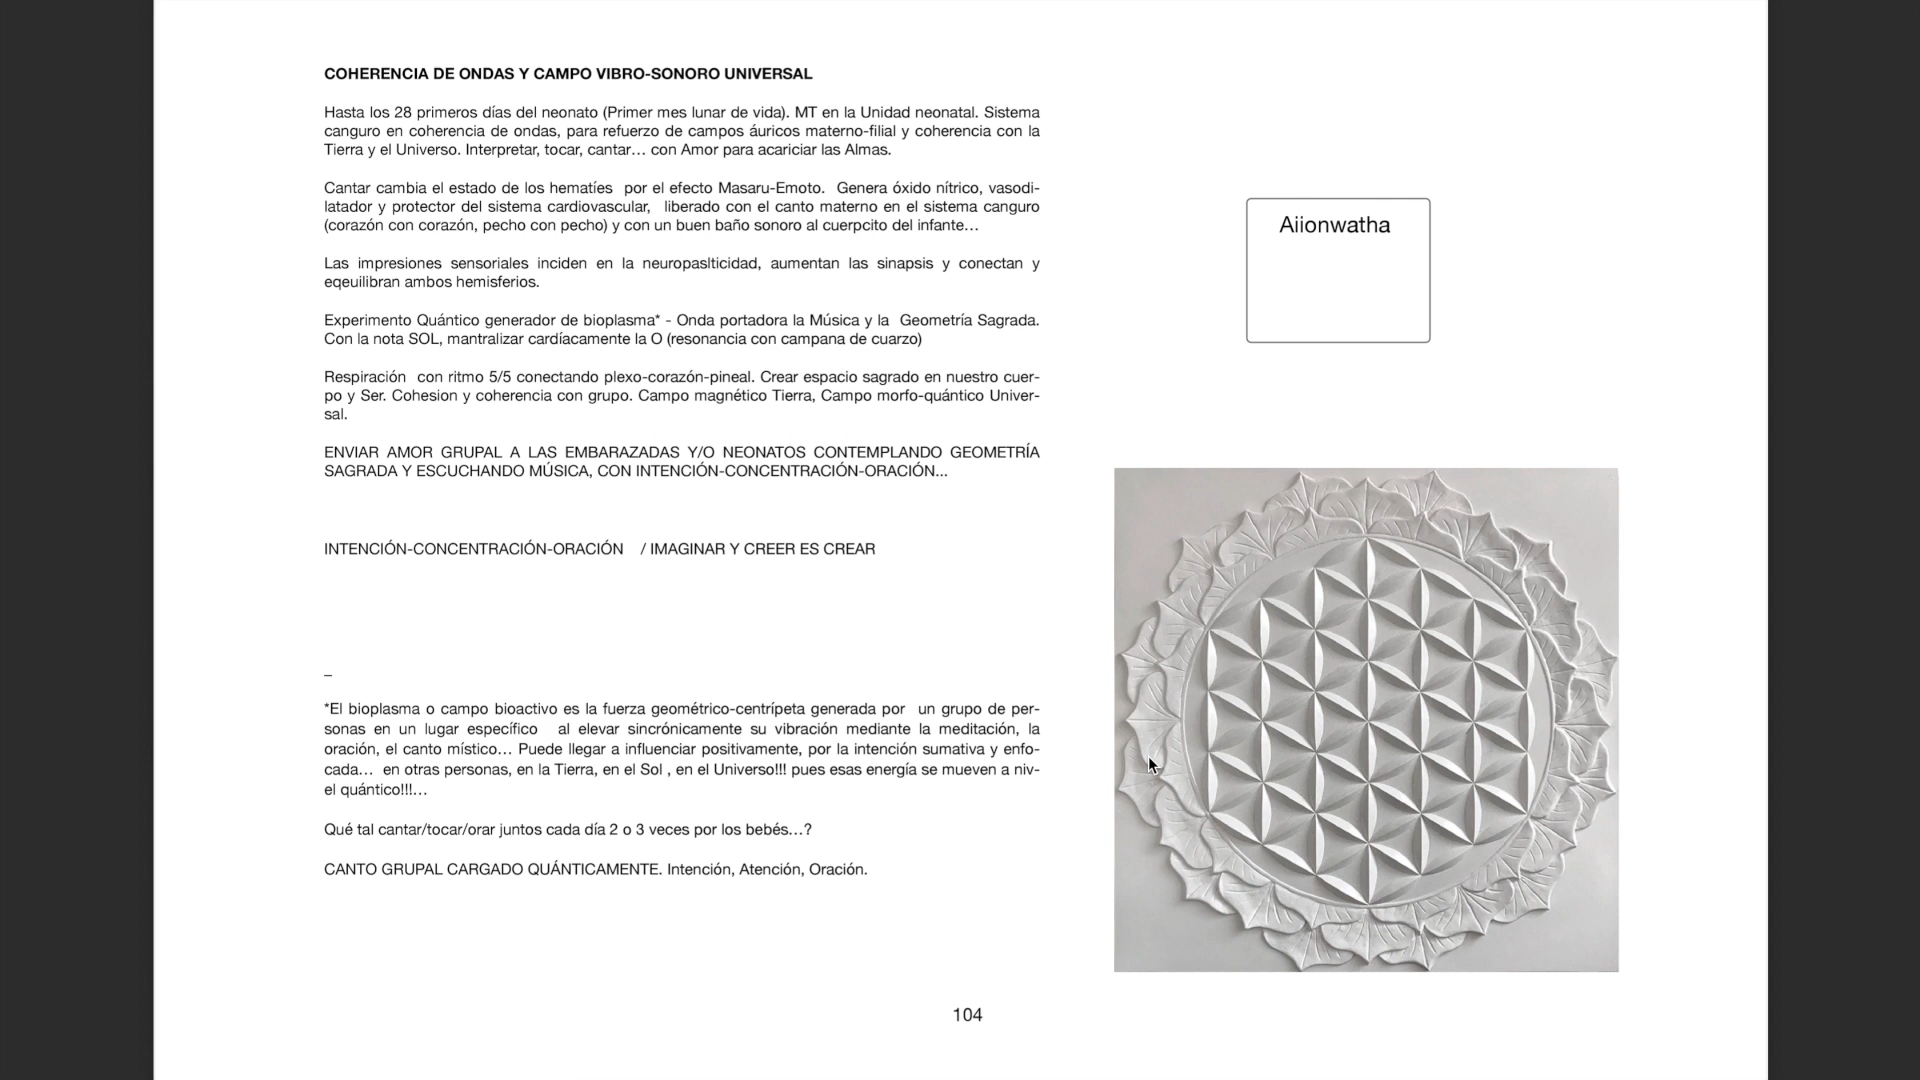 COHERENCIA DE ONDAS Y CAMPO VIBRO-SONORO UNIVERSAL
Hasta los 28 primeros días del neonato (Primer mes lunar de vida). MT en la Unidad neonatal. Sistema
canguro en coherencia de ondas, para refuerzo de campos áuricos materno-filial y coherencia con la
Tierra y el Universo. Interpretar, tocar, cantar… con Amor para acariciar las Almas.
Cantar cambia el estado de los hematíes por el efecto Masaru-Emoto. Genera óxido nítrico, vasodi-
latador y protector del sistema cardiovascular, liberado con el canto materno en el sistema canguro
(corazón con corazón, pecho con pecho) y con un buen baño sonoro al cuerpcito del infante…
Las impresiones sensoriales inciden en la neuropaslticidad, aumentan las sinapsis y conectan y
eqeuilibran ambos hemisferios.
Experimento Quántico generador de bioplasma* - Onda portadora la Música y la Geometría Sagrada.
Con la nota SOL, mantralizar cardíacamente la O (resonancia con campana de cuarzo)
Respiración con ritmo 5/5 conectando plexo-corazón-pineal. Crear espacio sagrado en nuestro cuer-
po y Ser. Cohesion y coherencia con grupo. Campo magnético Tierra, Campo morfo-quántico Univer-
sal.
ENVIAR AMOR GRUPAL A LAS EMBARAZADAS Y/O NEONATOS CONTEMPLANDO GEOMETRÍA
SAGRADA Y ESCUCHANDO MÚSICA, CON INTENCIÓN-CONCENTRACIÓN-ORACIÓN...
INTENCIÓN-CONCENTRACIÓN-ORACIÓN / IMAGINAR Y CREER ES CREAR
_
*El bioplasma o campo bioactivo es la fuerza geométrico-centrípeta generada por un grupo de per-
sonas en un lugar específico al elevar sincrónicamente su vibración mediante la meditación, la
oración, el canto místico… Puede llegar a influenciar positivamente, por la intención sumativa y enfo-
cada… en otras personas, en la Tierra, en el Sol , en el Universo!!! pues esas energía se mueven a niv-
el quántico!!!…
Qué tal cantar/tocar/orar juntos cada día 2 o 3 veces por los bebés…?
CANTO GRUPAL CARGADO QUÁNTICAMENTE. Intención, Atención, Oración.
Aiionwatha
104